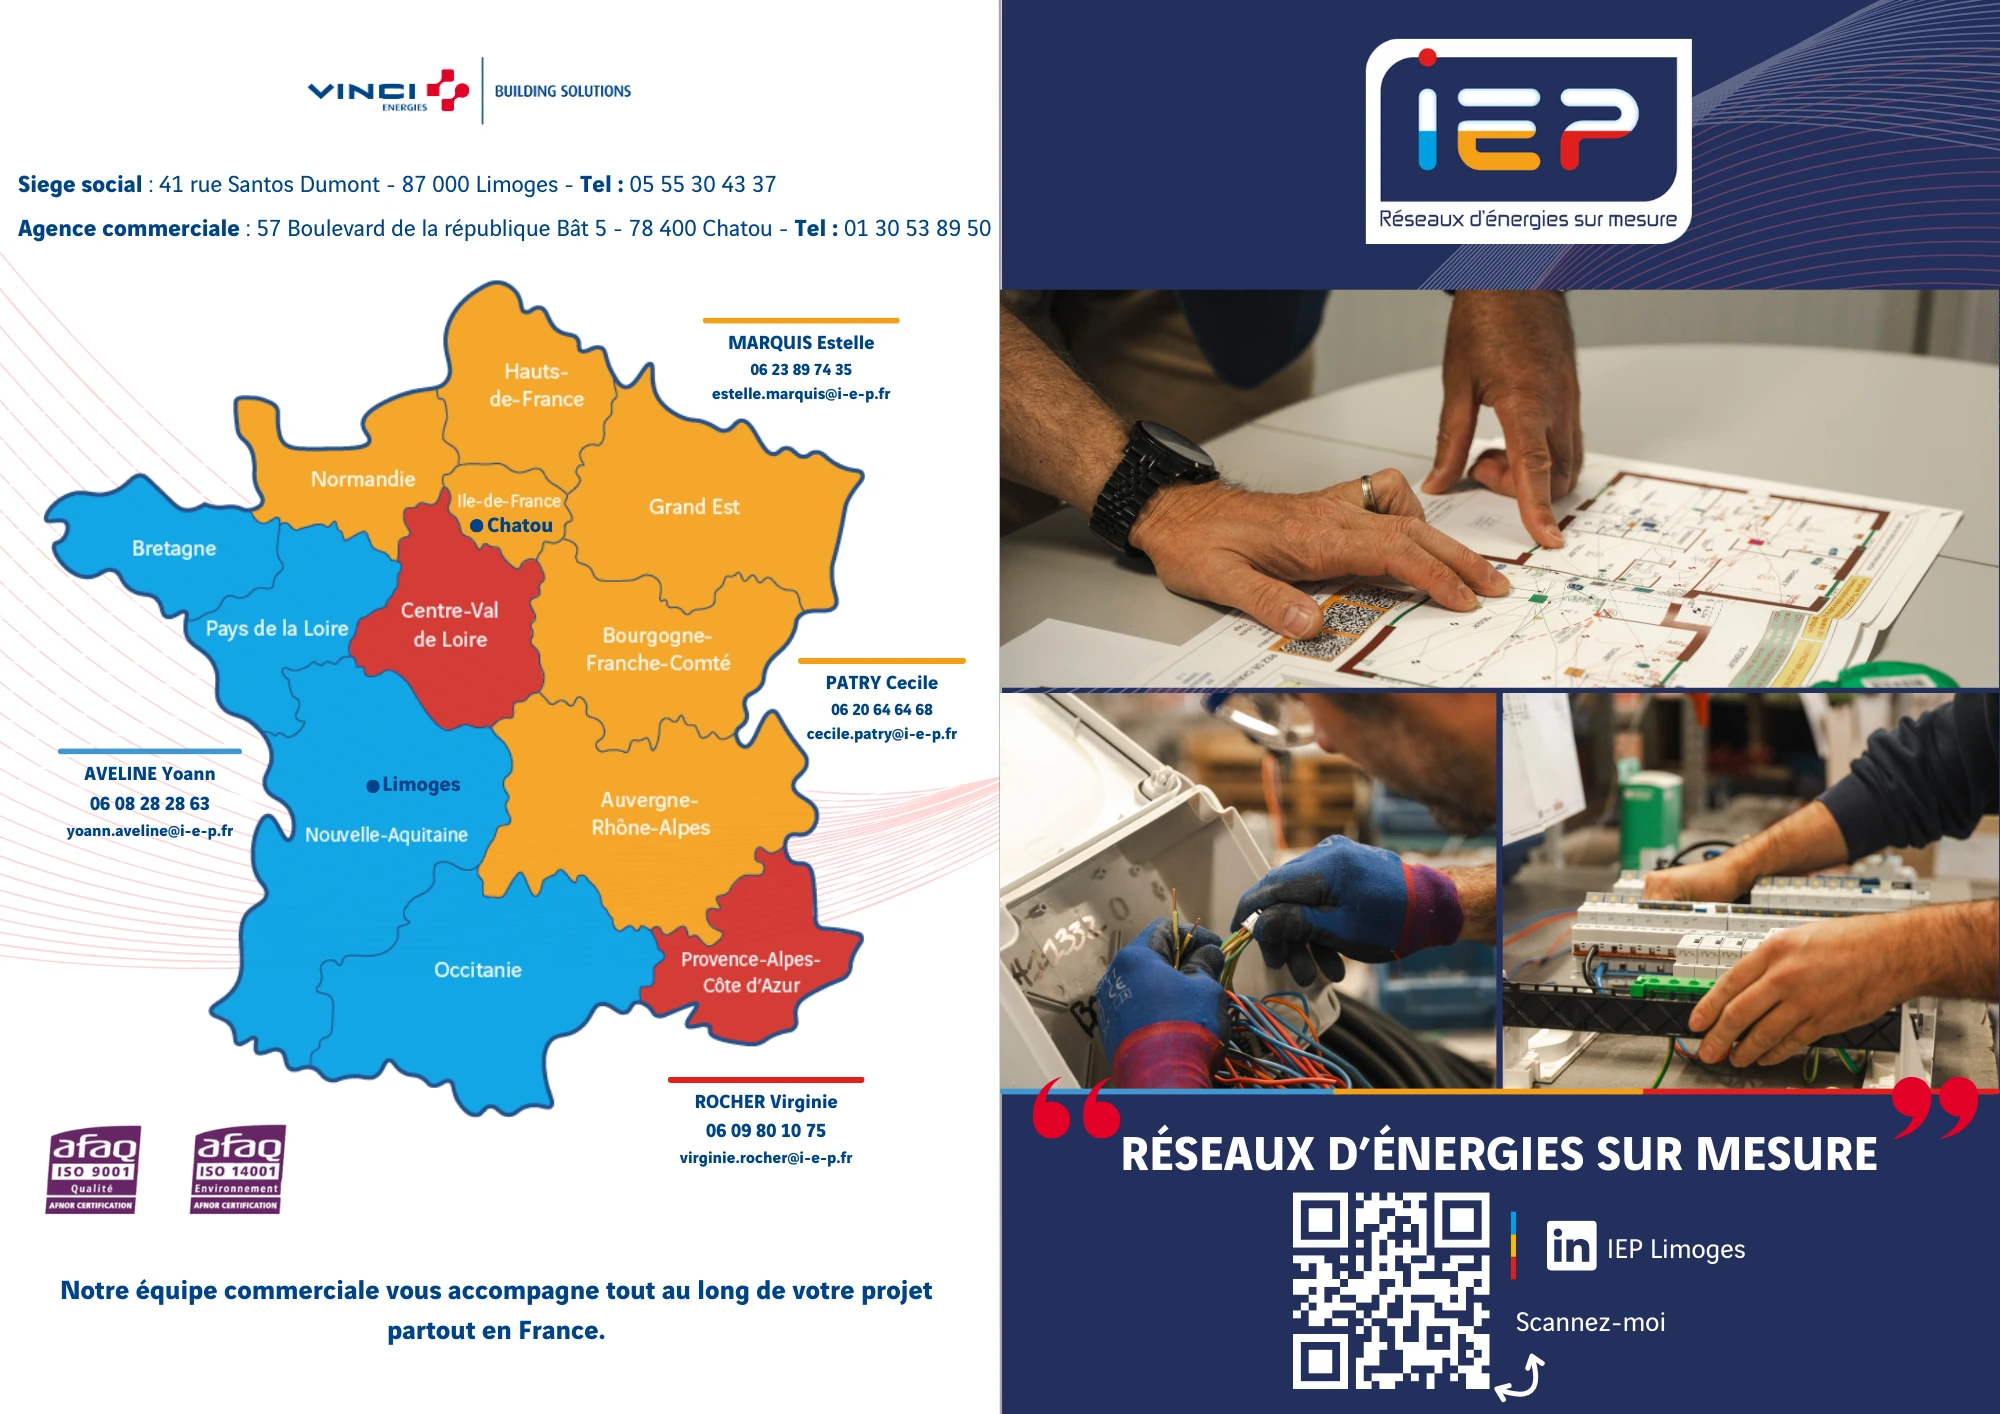 VINCI
ENERGIES
BUILDING SOLUTIONS
Siege social : 41 rue Santos Dumont - 87 000 Limoges - Tel : 05 55 30 43 37
Agence commerciale : 57 Boulevard de la république Bât 5 - 78 400 Chatou - Tel : 01 30 53 89 50
MARQUIS Estelle
06 23 89 74 35
estelle.marquis@i-e-p.fr
Hauts-
de-France
Normandie
Ile-de-France
Chatou
Grand Est
Bretagne
Pays de la Loire
Centre-Val
de Loire
Bourgogne-
Franche-Comté
PATRY Cecile
06 20 64 64 68
cecile.patry@i-e-p.fr
AVELINE Yoann
06 08 28 28 63
yoann.aveline@i-e-p.fr
Limoges
Nouvelle-Aquitaine
Auvergne-
Rhône-Alpes
Occitanie
Provence-Alpes-
Côte d'Azur
ROCHER Virginie
06 09 80 10 75
virginie.rocher@i-e-p.fr
afaq
ISO 9001
Qualité
AFNOR CERTIFICATION
afaq
ISO 14001
Environnement
AFNOR CERTIFICATION
Notre équipe commerciale vous accompagne tout au long de votre projet
partout en France.
iEP
Réseaux d'énergies sur mesure
“RÉSEAUX D’ÉNERGIES SUR MESURE”
in IEP Limoges
Scannez-moi